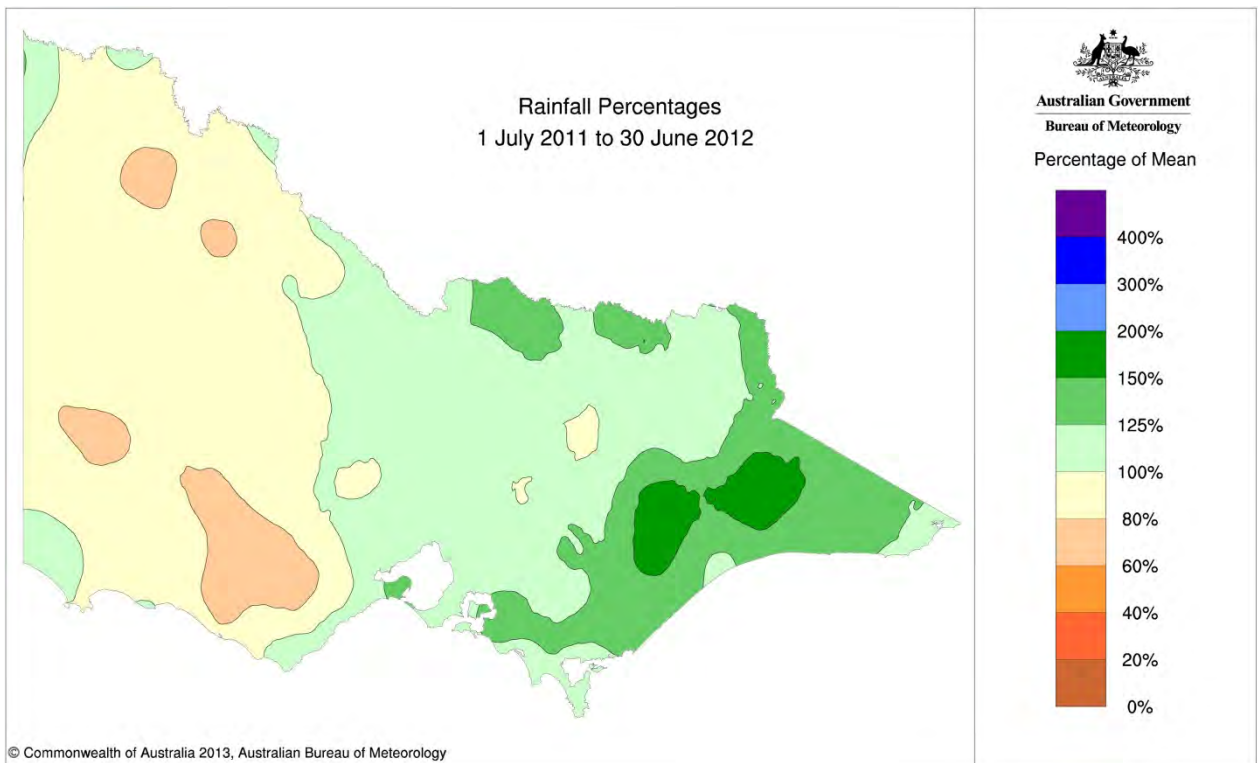 Rainfall Percentages
1 July 2011 to 30 June 2012
Australian Government
Bureau of Meteorology
Percentage of Mean
400%
300%
200%
150%
125%
100%
80%
60%
40%
20%
0%
© Commonwealth of Australia 2013, Australian Bureau of Meteorology